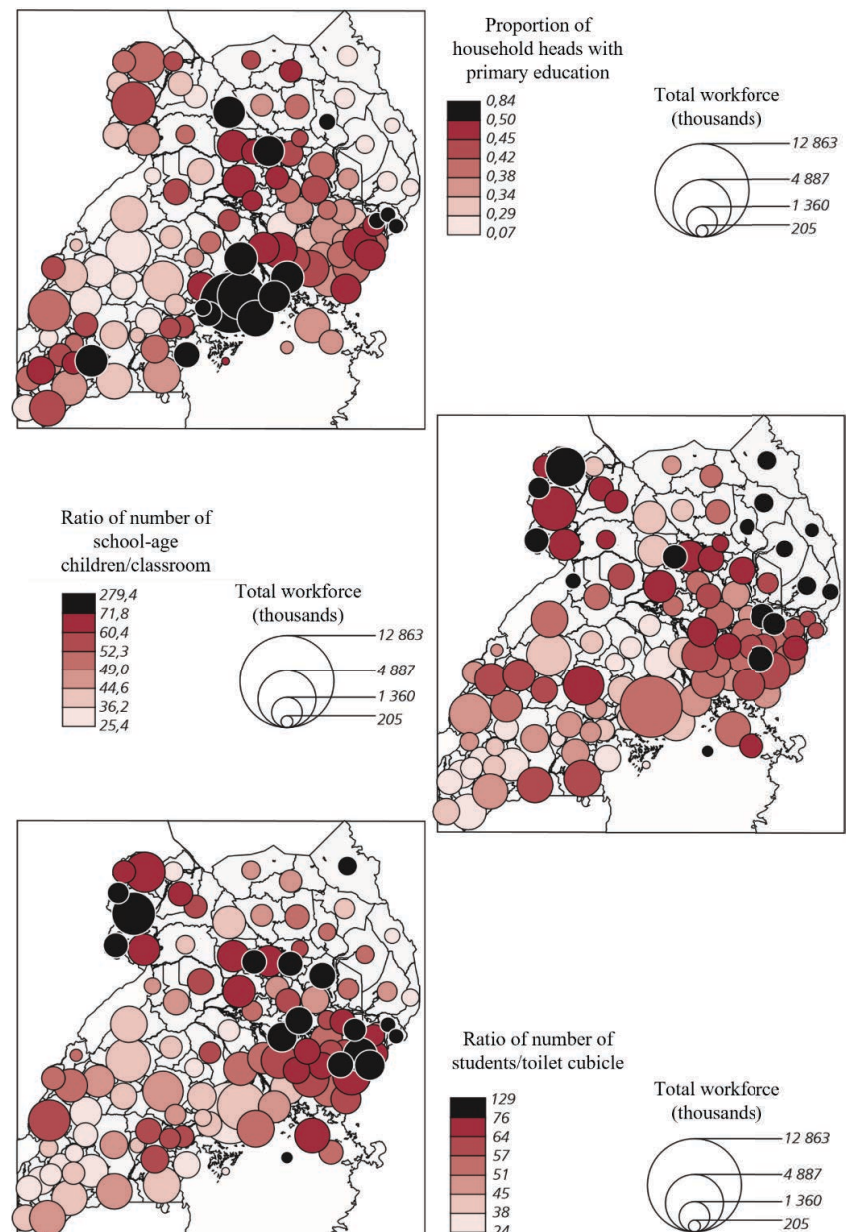 Proportion of
household heads with
primary education
0,84
0,50
0,45
0,42
0,38
0,34
0,29
0,07
Total workforce
(thousands)
12 863
4 887
1 360
205
Ratio of number of
school-age
children/classroom
279,4
71,8
60,4
52,3
49,0
44,6
36,2
25,4
Total workforce
(thousands)
12 863
4 887
1 360
205
Ratio of number of
students/toilet cubicle
129
76
64
57
51
45
38
24
Total workforce
(thousands)
12 863
4 887
1 360
205